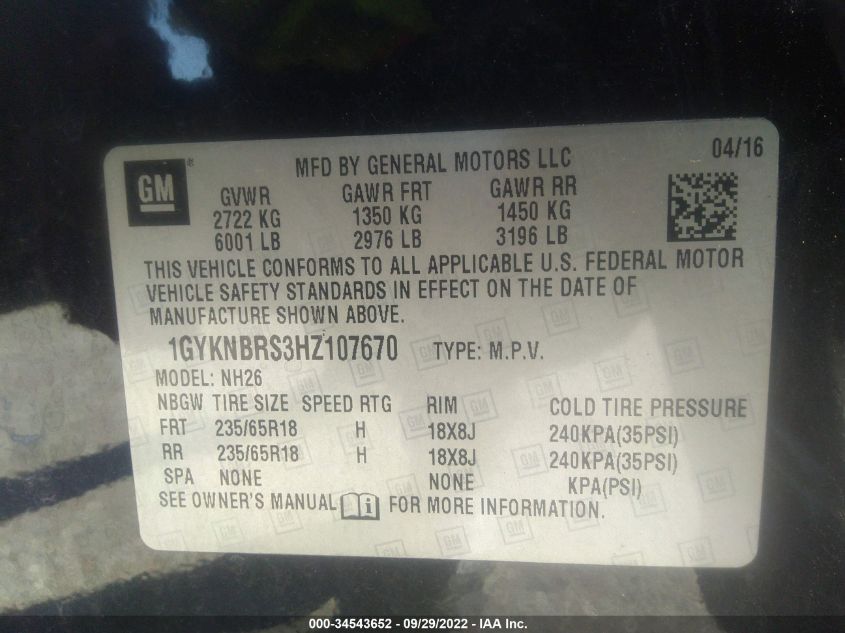 04/16
GM
MFD BY GENERAL MOTORS LLC
GVWR GAWR FRT GAWR RR
2722 KG 1350 KG 1450 KG
6001 LB 2976 LB 3196 LB
THIS VEHICLE CONFORMS TO ALL APPLICABLE U.S. FEDERAL MOTOR
VEHICLE SAFETY STANDARDS IN EFFECT ON THE DATE OF
MANUFACTURE SHOWN ABOVE.
1GYKNBRS3HZ107670 TYPE: M.P.V.
MODEL: NH26
NBGW TIRE SIZE SPEED RTG RIM COLD TIRE PRESSURE
FRT 235/65R18 H 18X8J 240KPA(35PSI)
RR 235/65R18 H 18X8J 240KPA(35PSI)
SPA NONE NONE KPA(PSI)
SEE OWNER'S MANUAL i FOR MORE INFORMATION.
000-34543652 / 09/29/2022 - © IAA Inc.